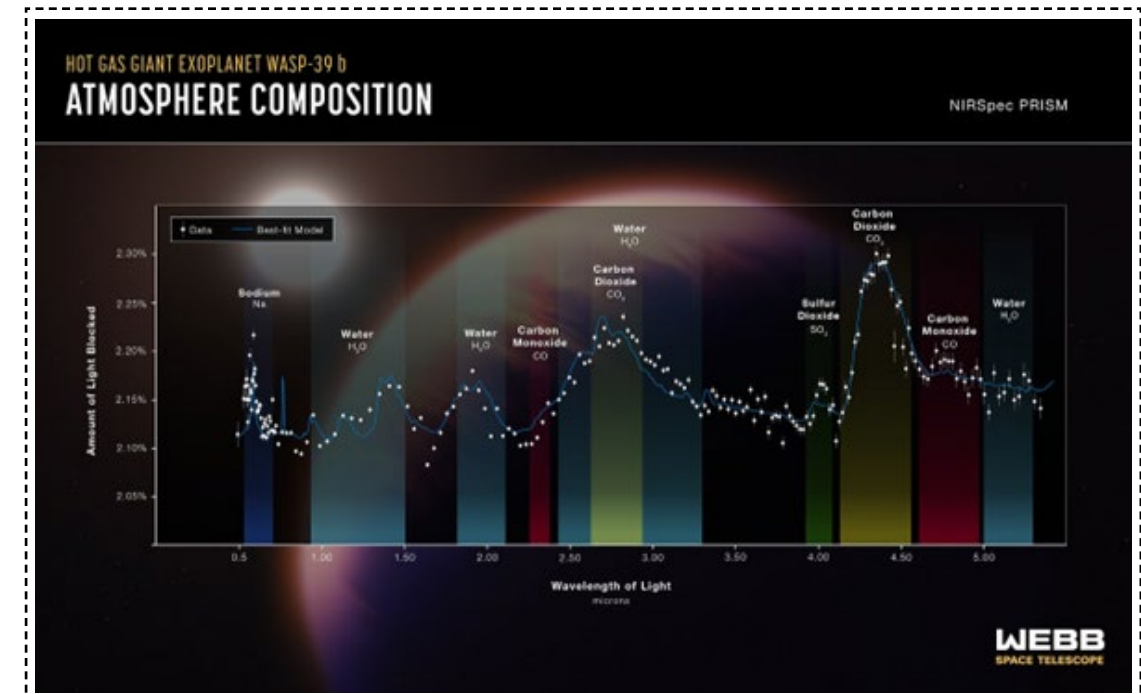 HOT GAS GIANT EXOPLANET WASP-39 b
ATMOSPHERE COMPOSITION
NIRSpec PRISM
Data
Best-fit Model
Amount of Light Blocked
2.30%
2.25%
2.20%
2.15%
2.10%
2.05%
Sodium
Na
Water
H₂O
Water
H₂O
Carbon
Monoxide
CO
Water
H₂O
Carbon
Dioxide
CO₂
Sulfur
Dioxide
SO₂
Carbon
Dioxide
CO₂
Carbon
Monoxide
CO
Water
H₂O
0.5 1.00 1.50 2.00 2.50 3.00 3.50 4.00 4.50 5.00
Wavelength of Light
microns
WEBB
SPACE TELESCOPE